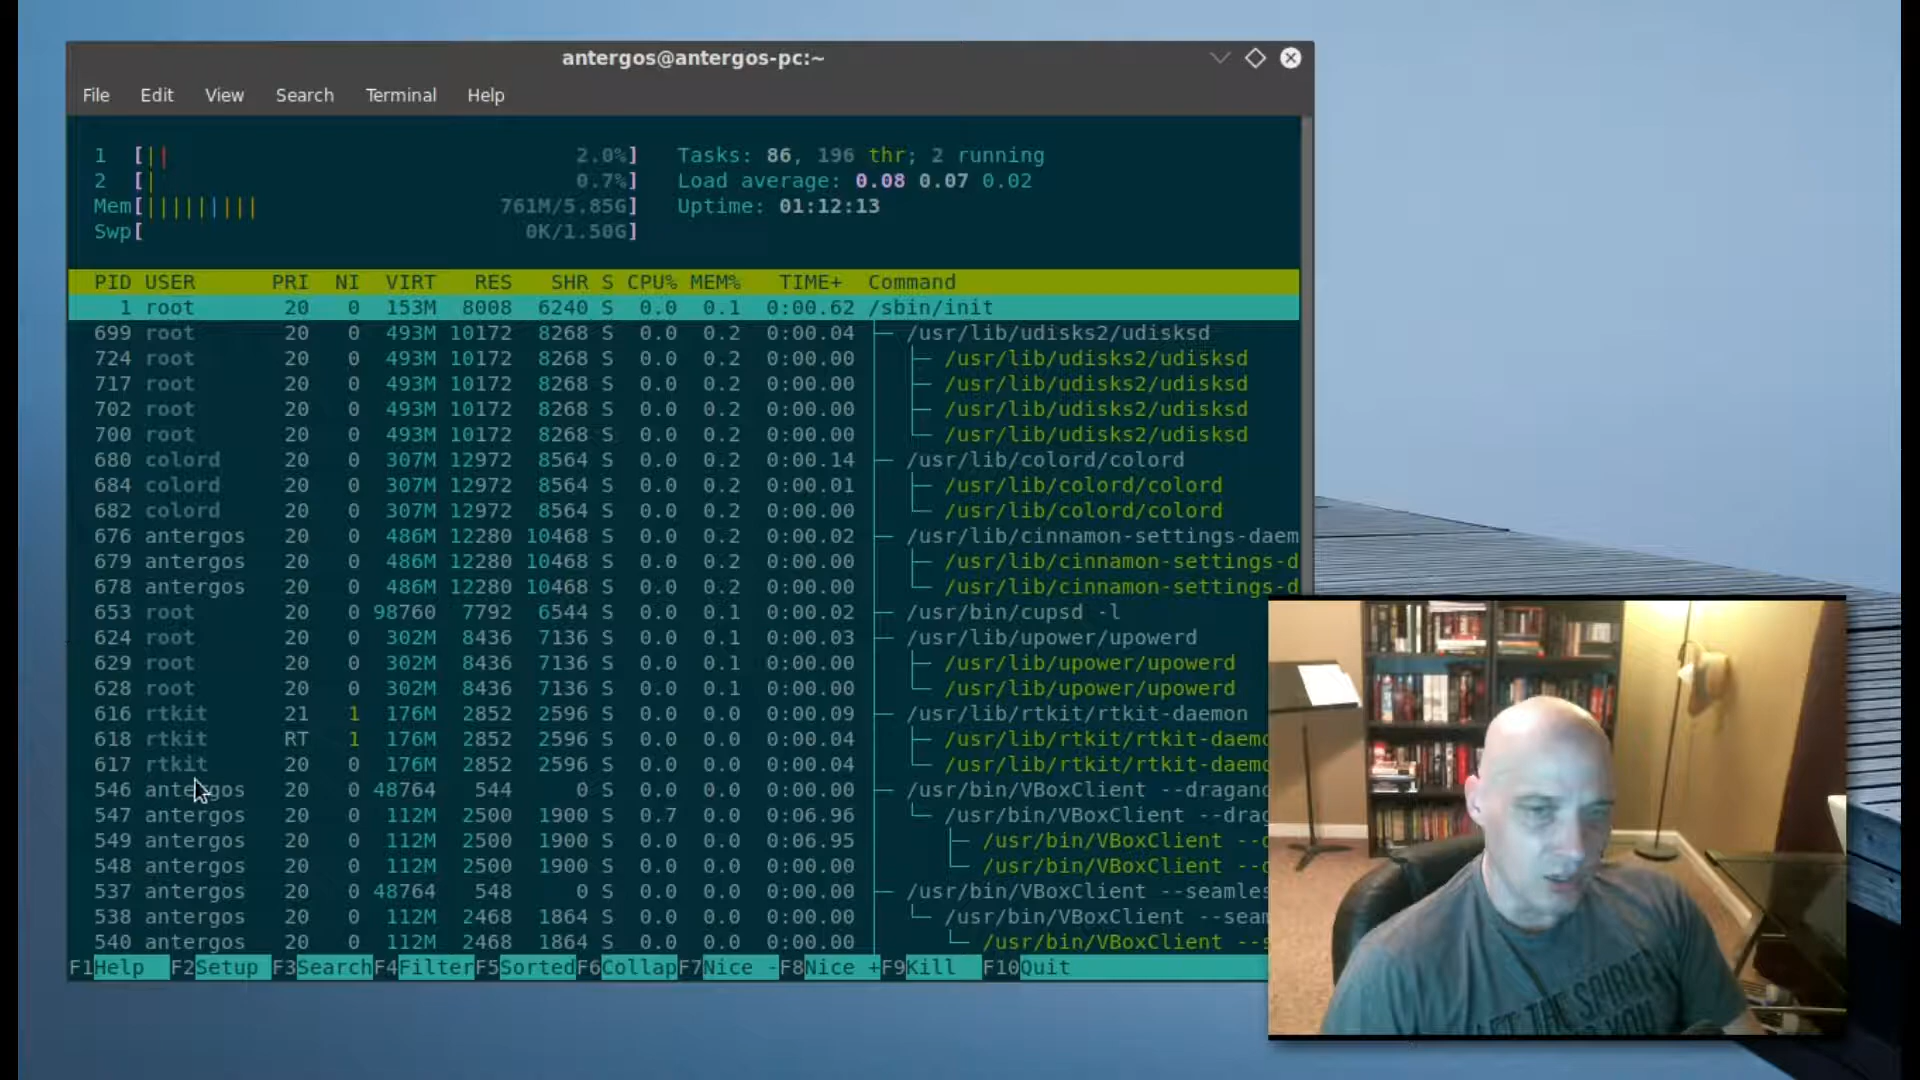 antergos@antergos-pc:~
File Edit View Search Terminal Help
1 [|| 2.0%] Tasks: 86, 196 thr; 2 running
2 [| 0.7%] Load average: 0.08 0.07 0.02
Mem[||||||||| 761M/5.85G] Uptime: 01:12:13
Swp[ 0K/1.50G]
PID USER PRI NI VIRT RES SHR S CPU% MEM% TIME+ Command
1 root 20 0 153M 8008 6240 S 0.0 0.1 0:00.62 /sbin/init
699 root 20 0 493M 10172 8268 S 0.0 0.2 0:00.04 ├─ /usr/lib/udisks2/udisksd
724 root 20 0 493M 10172 8268 S 0.0 0.2 0:00.00 │ ├─ /usr/lib/udisks2/udisksd
717 root 20 0 493M 10172 8268 S 0.0 0.2 0:00.00 │ ├─ /usr/lib/udisks2/udisksd
702 root 20 0 493M 10172 8268 S 0.0 0.2 0:00.00 │ ├─ /usr/lib/udisks2/udisksd
700 root 20 0 493M 10172 8268 S 0.0 0.2 0:00.00 │ └─ /usr/lib/udisks2/udisksd
680 colord 20 0 307M 12972 8564 S 0.0 0.2 0:00.14 ├─ /usr/lib/colord/colord
684 colord 20 0 307M 12972 8564 S 0.0 0.2 0:00.01 │ ├─ /usr/lib/colord/colord
682 colord 20 0 307M 12972 8564 S 0.0 0.2 0:00.00 │ └─ /usr/lib/colord/colord
676 antergos 20 0 486M 12280 10468 S 0.0 0.2 0:00.02 ├─ /usr/lib/cinnamon-settings-daem
679 antergos 20 0 486M 12280 10468 S 0.0 0.2 0:00.00 │ ├─ /usr/lib/cinnamon-settings-d
678 antergos 20 0 486M 12280 10468 S 0.0 0.2 0:00.00 │ └─ /usr/lib/cinnamon-settings-d
653 root 20 0 98760 7792 6544 S 0.0 0.1 0:00.02 ├─ /usr/bin/cupsd -l
624 root 20 0 302M 8436 7136 S 0.0 0.1 0:00.03 ├─ /usr/lib/upower/upowerd
629 root 20 0 302M 8436 7136 S 0.0 0.1 0:00.00 │ ├─ /usr/lib/upower/upowerd
628 root 20 0 302M 8436 7136 S 0.0 0.1 0:00.00 │ └─ /usr/lib/upower/upowerd
616 rtkit 21 1 176M 2852 2596 S 0.0 0.0 0:00.09 ├─ /usr/lib/rtkit/rtkit-daemon
618 rtkit RT 1 176M 2852 2596 S 0.0 0.0 0:00.04 │ ├─ /usr/lib/rtkit/rtkit-daemo
617 rtkit 20 0 176M 2852 2596 S 0.0 0.0 0:00.04 │ └─ /usr/lib/rtkit/rtkit-daemo
546 antergos 20 0 48764 544 0 S 0.0 0.0 0:00.00 ├─ /usr/bin/VBoxClient --dragand
547 antergos 20 0 112M 2500 1900 S 0.7 0.0 0:06.96 │ └─ /usr/bin/VBoxClient --drag
549 antergos 20 0 112M 2500 1900 S 0.0 0.0 0:06.95 │ ├─ /usr/bin/VBoxClient --d
548 antergos 20 0 112M 2500 1900 S 0.0 0.0 0:00.00 │ └─ /usr/bin/VBoxClient --d
537 antergos 20 0 48764 548 0 S 0.0 0.0 0:00.00 ├─ /usr/bin/VBoxClient --seamles
538 antergos 20 0 112M 2468 1864 S 0.0 0.0 0:00.00 │ └─ /usr/bin/VBoxClient --seam
540 antergos 20 0 112M 2468 1864 S 0.0 0.0 0:00.00 │ └─ /usr/bin/VBoxClient --s
F1Help F2Setup F3SearchF4FilterF5SortedF6CollapF7Nice -F8Nice +F9Kill F10Quit
THE SPIRIT
YOU